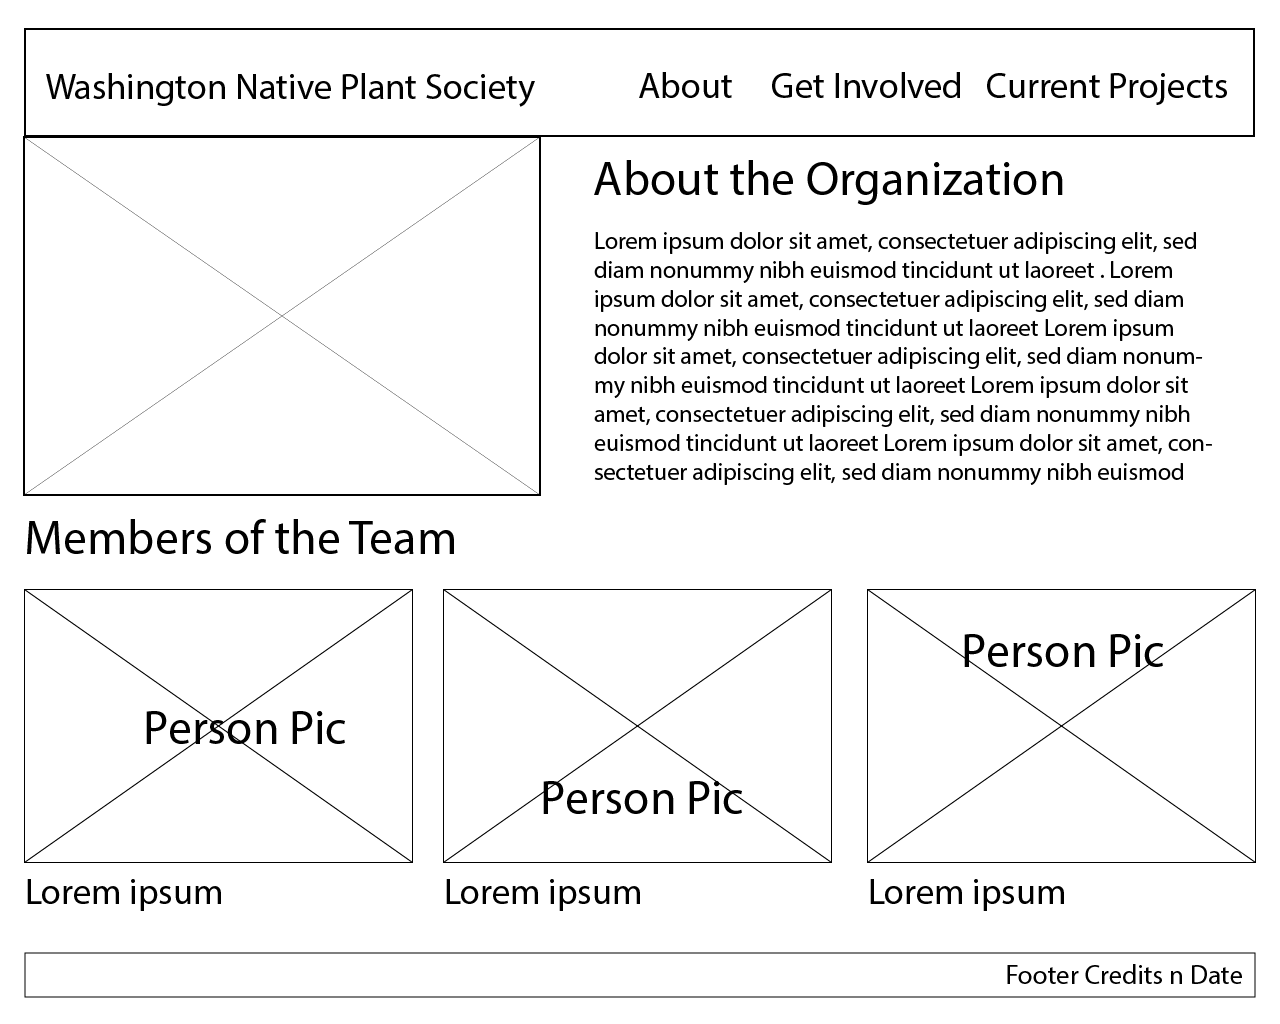 Washington Native Plant Society About Get Involved Current Projects
About the Organization
Lorem ipsum dolor sit amet, consectetuer adipiscing elit, sed
diam nonummy nibh euismod tincidunt ut laoreet . Lorem
ipsum dolor sit amet, consectetuer adipiscing elit, sed diam
nonummy nibh euismod tincidunt ut laoreet Lorem ipsum
dolor sit amet, consectetuer adipiscing elit, sed diam nonum-
my nibh euismod tincidunt ut laoreet Lorem ipsum dolor sit
amet, consectetuer adipiscing elit, sed diam nonummy nibh
euismod tincidunt ut laoreet Lorem ipsum dolor sit amet, con-
sectetuer adipiscing elit, sed diam nonummy nibh euismod
Members of the Team
Person Pic
Person Pic
Person Pic
Lorem ipsum
Lorem ipsum
Lorem ipsum
Footer Credits n Date